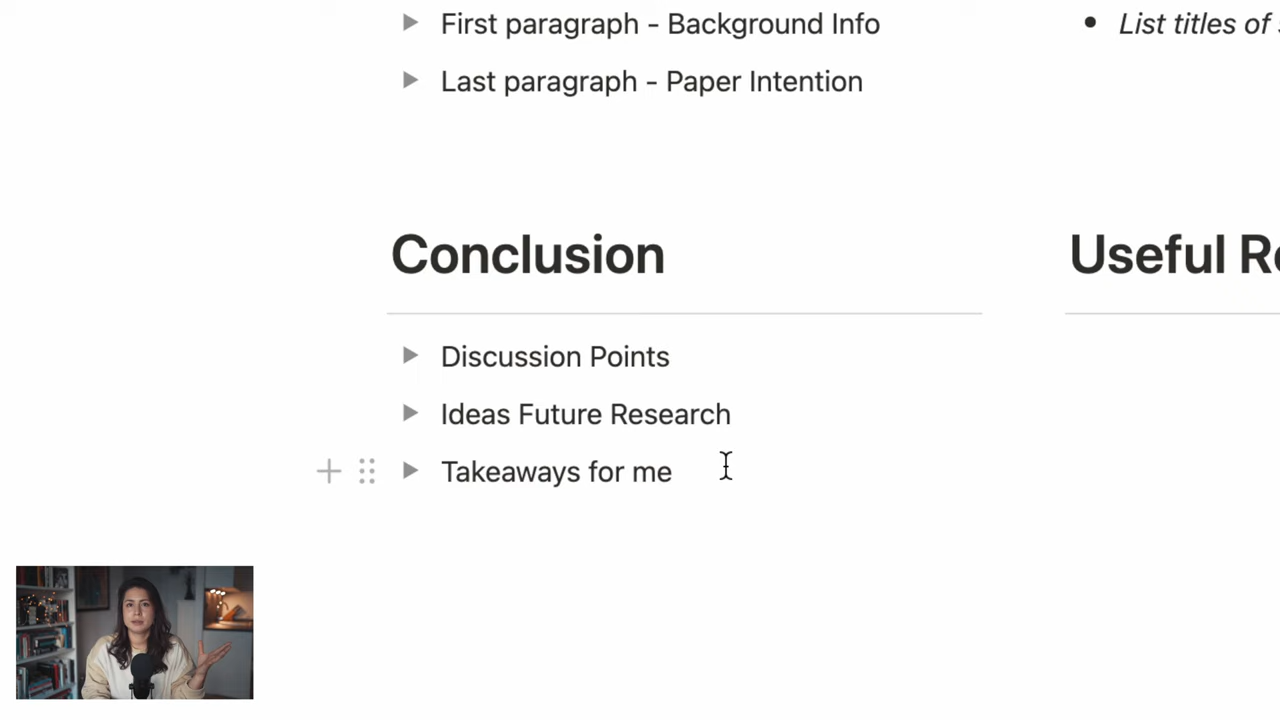 First paragraph - Background Info
Last paragraph - Paper Intention
List titles of
Conclusion
Discussion Points
Ideas Future Research
Takeaways for me
Useful